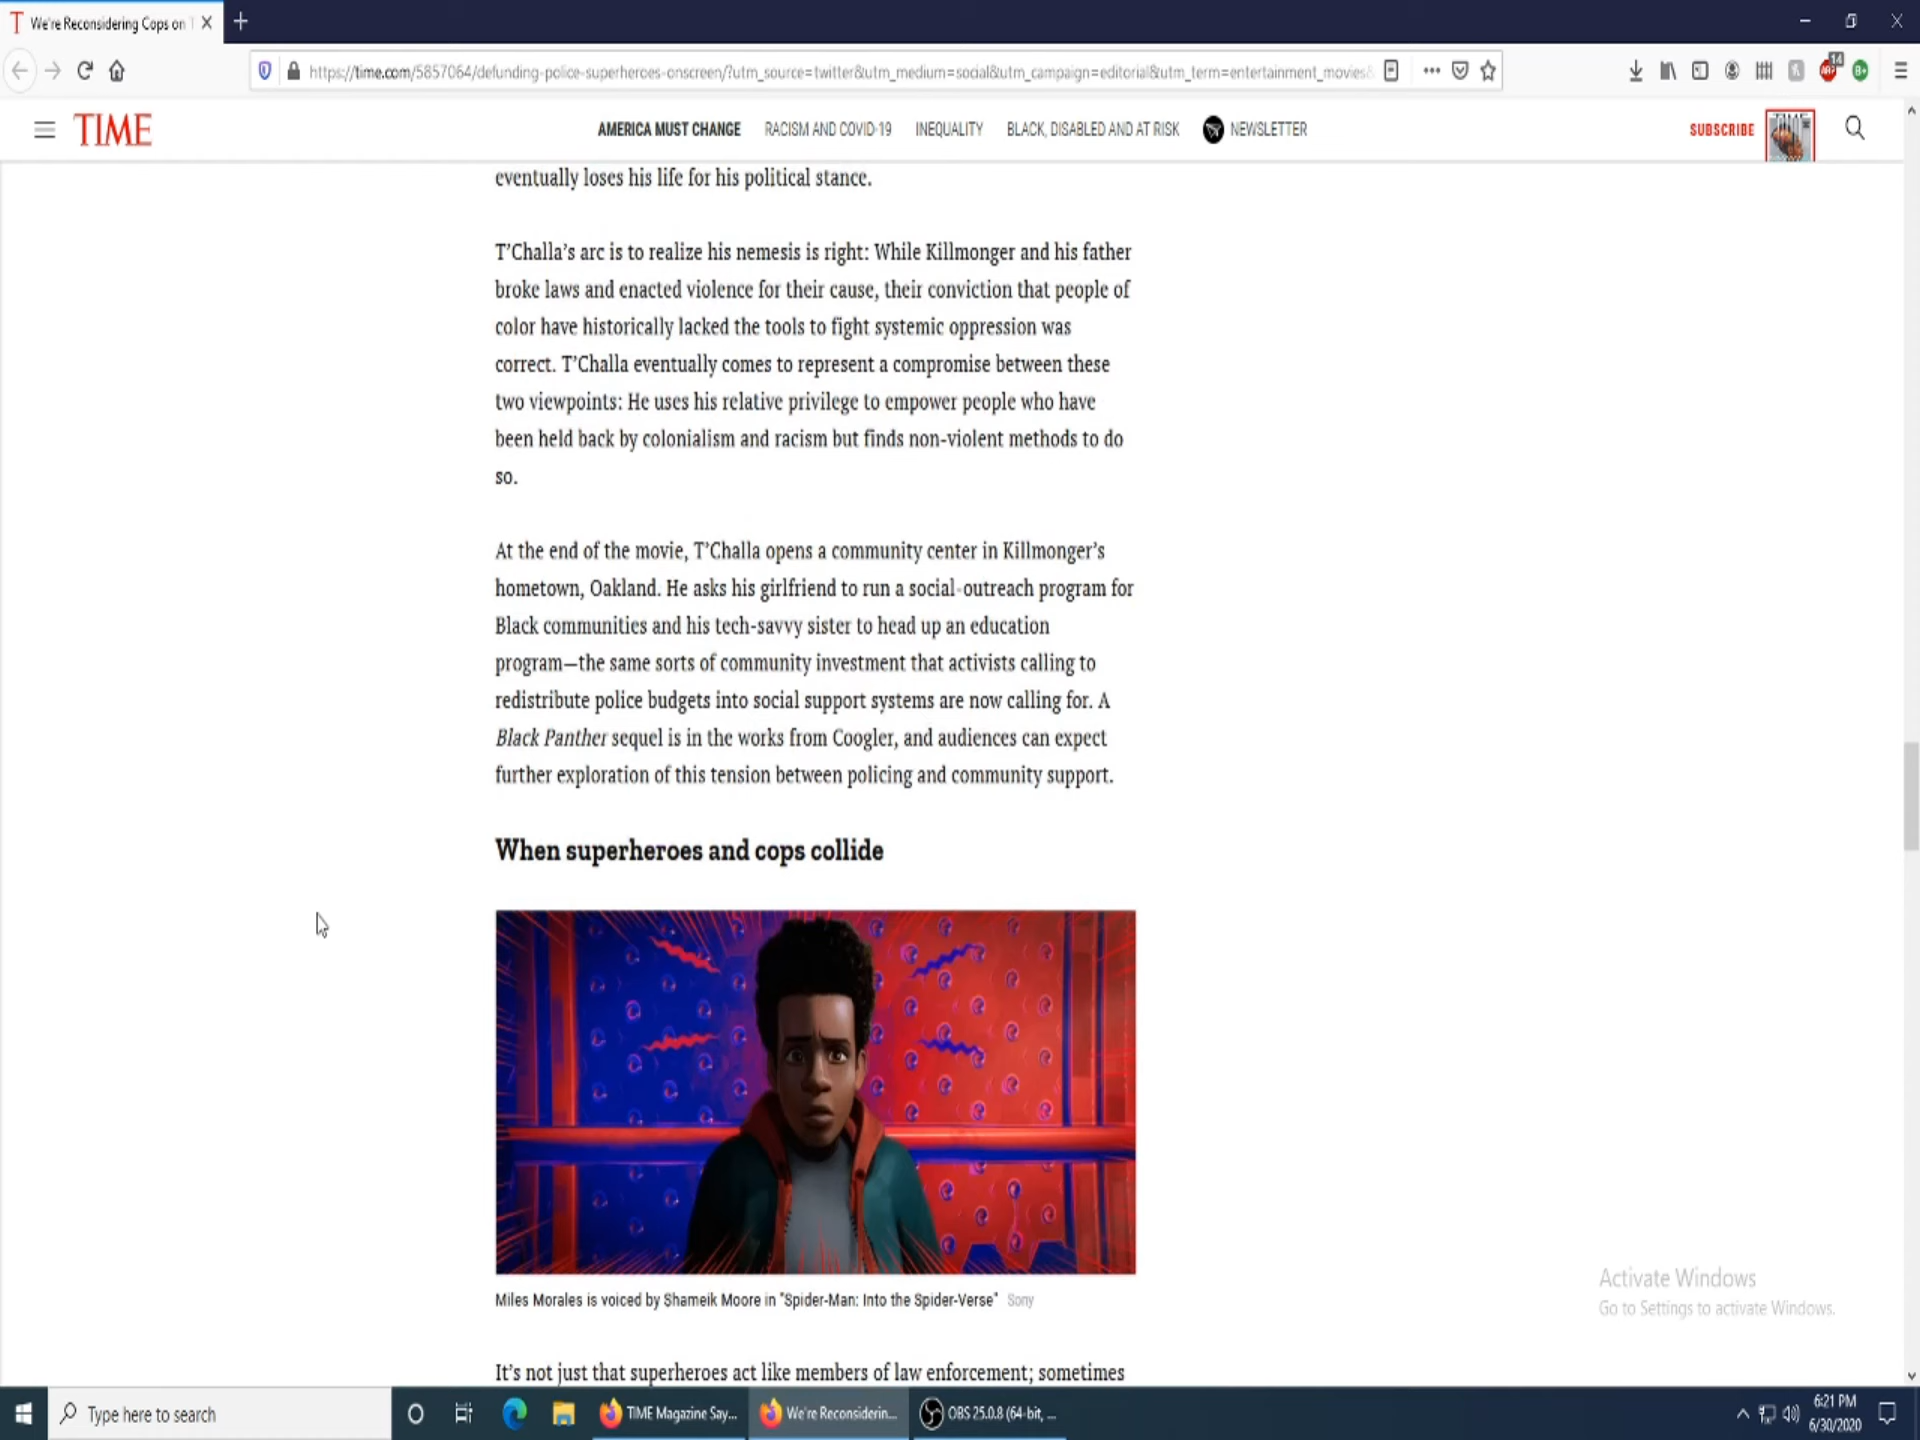 We're Reconsidering Cops on T
https://time.com/5857064/defunding-police-superheroes-onscreen/?utm_source=twitter&utm_medium=social&utm_campaign=editorial&utm_term=entertainment_movies&
14
TIME
AMERICA MUST CHANGE RACISM AND COVID-19 INEQUALITY BLACK, DISABLED AND AT RISK NEWSLETTER
SUBSCRIBE
eventually loses his life for his political stance.
T'Challa's arc is to realize his nemesis is right: While Killmonger and his father
broke laws and enacted violence for their cause, their conviction that people of
color have historically lacked the tools to fight systemic oppression was
correct. T'Challa eventually comes to represent a compromise between these
two viewpoints: He uses his relative privilege to empower people who have
been held back by colonialism and racism but finds non-violent methods to do
so.
At the end of the movie, T'Challa opens a community center in Killmonger's
hometown, Oakland. He asks his girlfriend to run a social-outreach program for
Black communities and his tech-savvy sister to head up an education
program—the same sorts of community investment that activists calling to
redistribute police budgets into social support systems are now calling for. A
Black Panther sequel is in the works from Coogler, and audiences can expect
further exploration of this tension between policing and community support.
When superheroes and cops collide
Miles Morales is voiced by Shameik Moore in "Spider-Man: Into the Spider-Verse" Sony
It's not just that superheroes act like members of law enforcement; sometimes
Activate Windows
Go to Settings to activate Windows.
Type here to search
TIME Magazine Say...
We're Reconsiderin...
OBS 25.0.8 (64-bit, ...
6:21 PM
6/30/2020